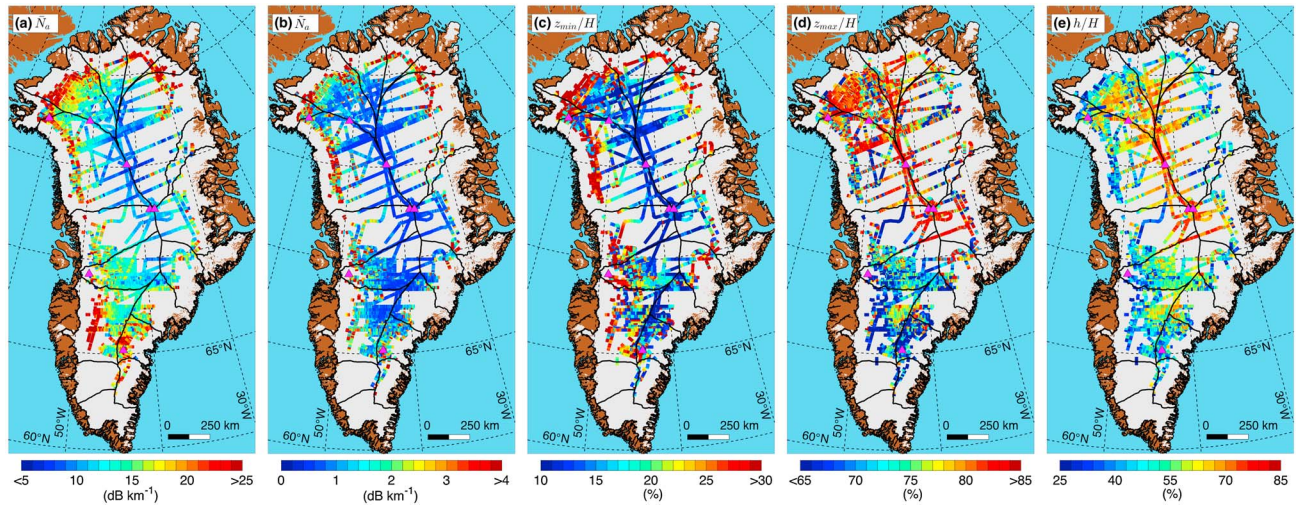 (a) N̄a
(b) Ña
(c) zmin/H
(d) zmax/H
(e) h/H
65°N
30°W
50°W
60°N
0 250 km
65°N
30°W
50°W
60°N
0 250 km
65°N
30°W
50°W
60°N
0 250 km
65°N
30°W
50°W
60°N
0 250 km
65°N
30°W
50°W
60°N
0 250 km
<5 10 15 20 >25
(dB km⁻¹)
0 1 2 3 >4
(dB km⁻¹)
10 15 20 25 >30
(%)
<65 70 75 80 >85
(%)
25 40 55 70 85
(%)